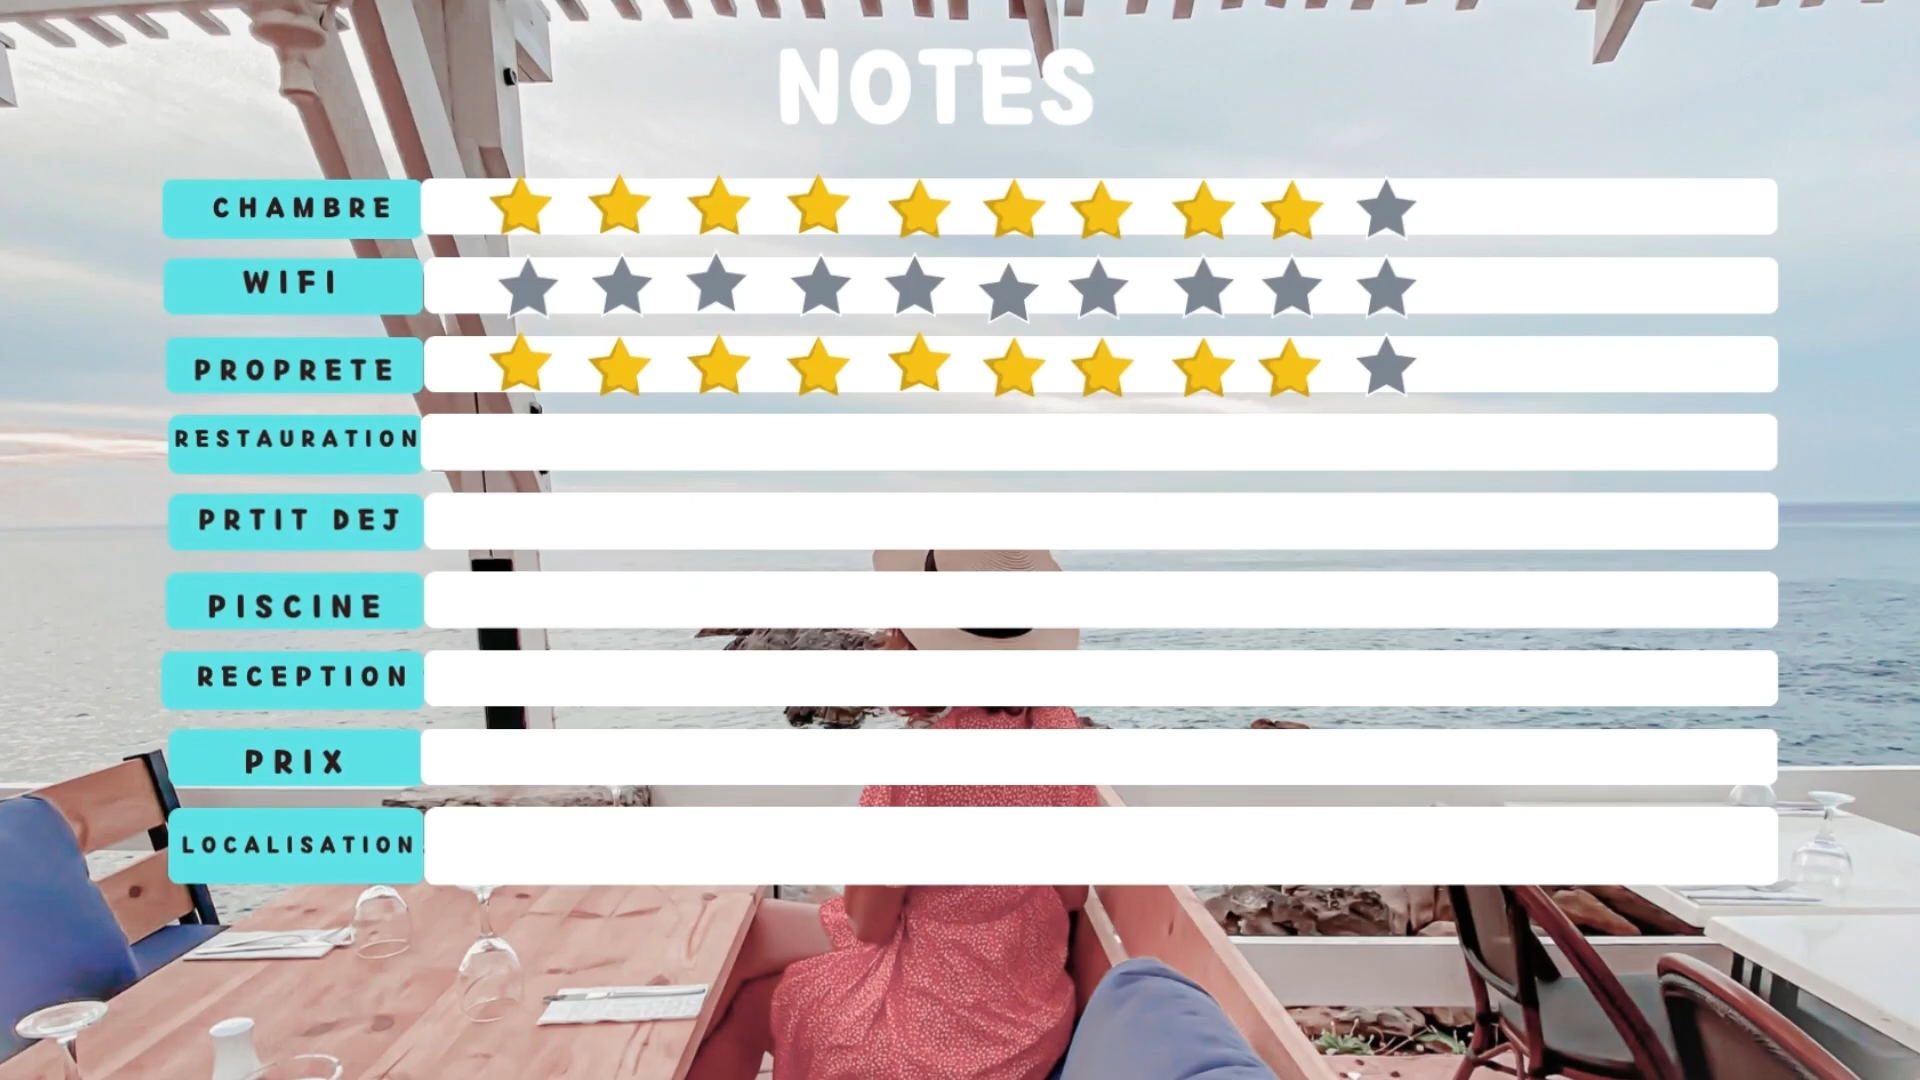 NOTES
CHAMBRE
WIFI
PROPRETE
RESTAURATION
PRTIT DEJ
PISCINE
RECEPTION
PRIX
LOCALISATION